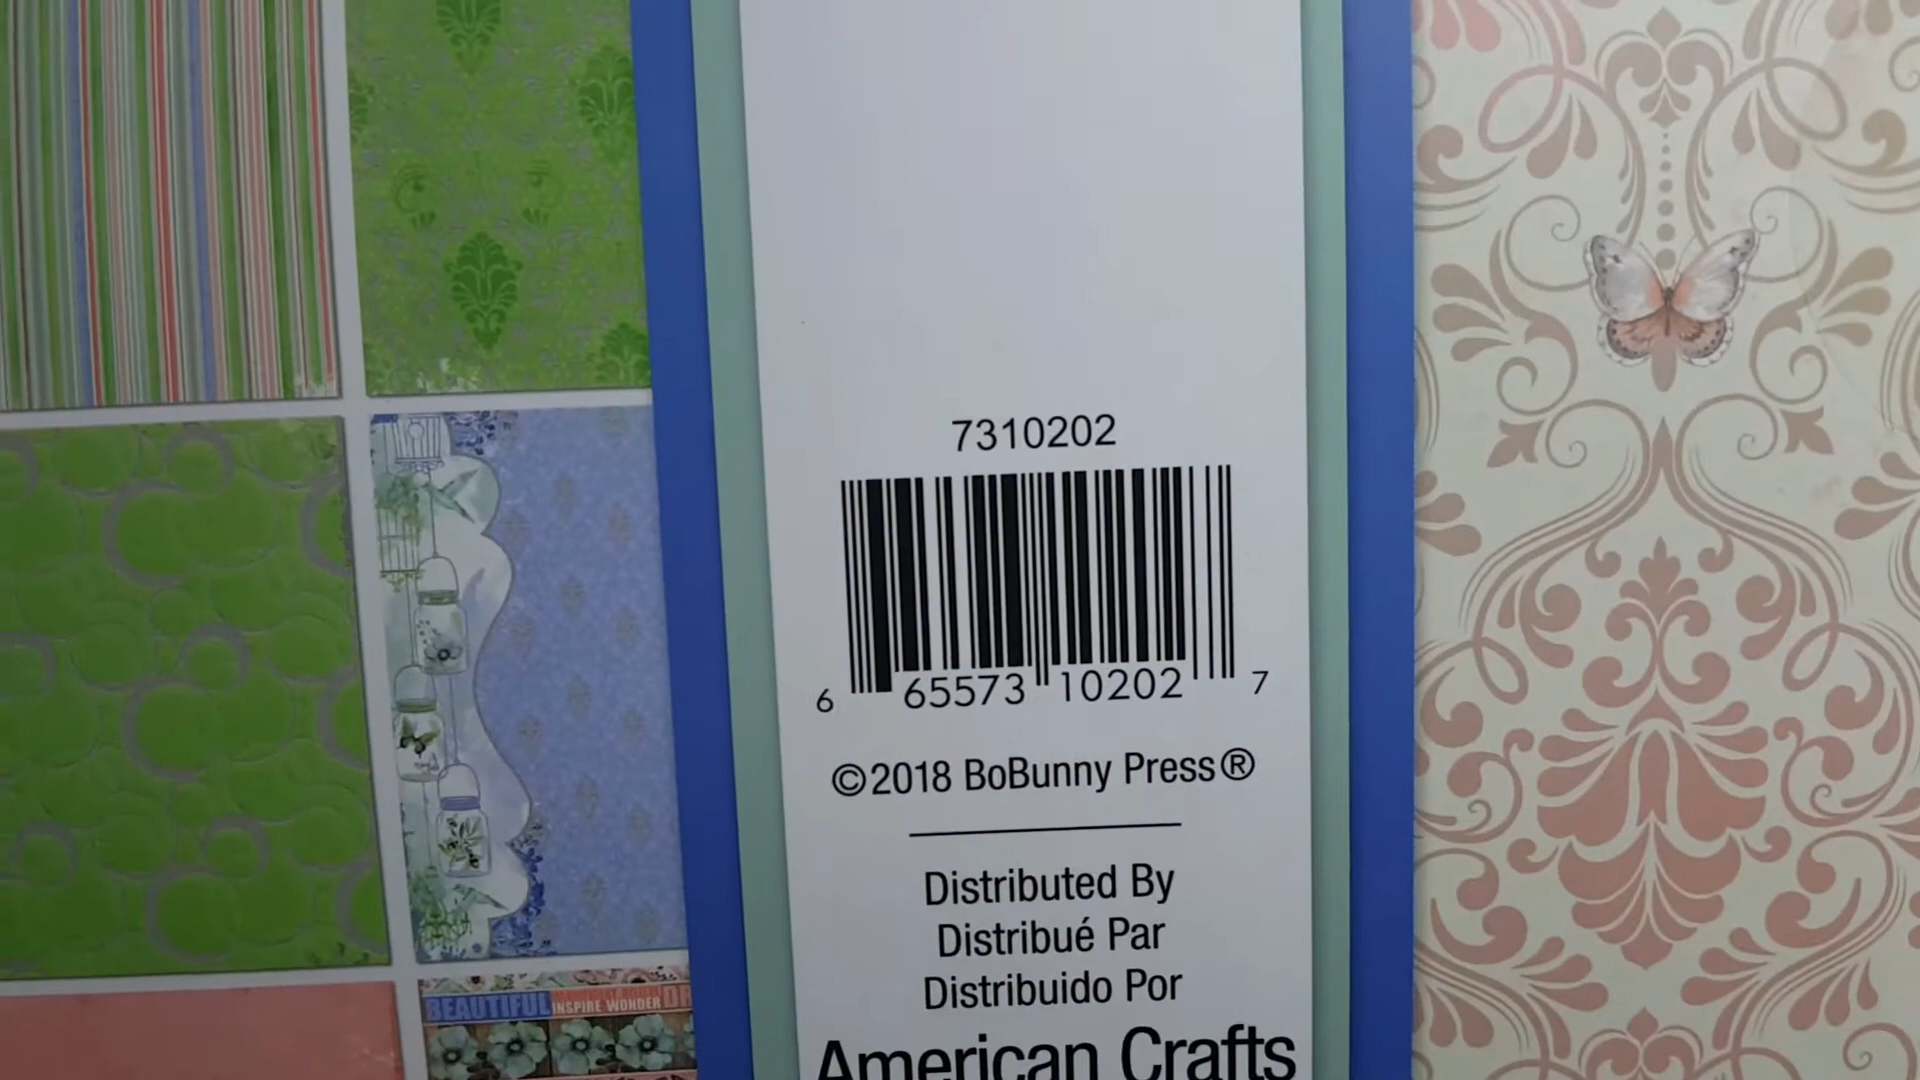 7310202
6 65573 10202 7
©2018 BoBunny Press®
Distributed By
Distribué Par
Distribuido Por
American Crafts
BEAUTIFUL INSPIRE WONDER